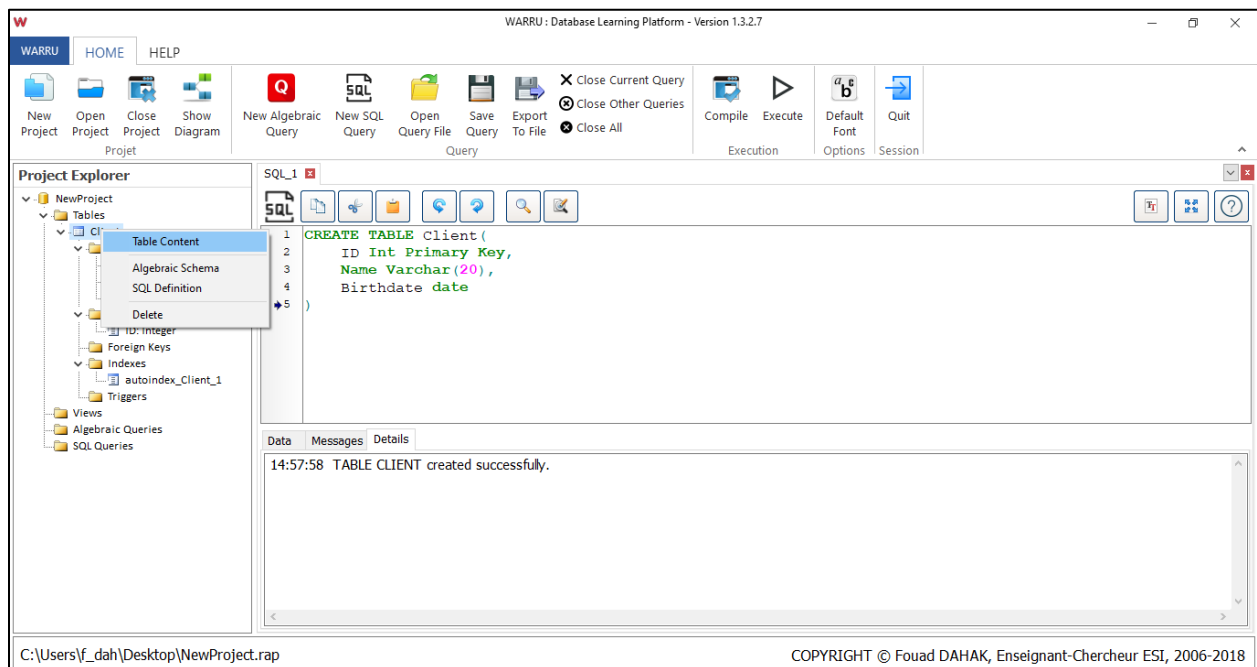 WARRU : Database Learning Platform - Version 1.3.2.7
WARRU HOME HELP
New Project
Open Project
Close Project
Show Diagram
Projet
New Algebraic Query
New SQL Query
Open Query File
Save Query
Export To File
Close Current Query
Close Other Queries
Close All
Query
Compile
Execute
Execution
Default Font
Options
Quit
Session
Project Explorer
NewProject
Tables
Table Content
Algebraic Schema
SQL Definition
Delete
ID: Integer
Foreign Keys
Indexes
autoindex_Client_1
Triggers
Views
Algebraic Queries
SQL Queries
SQL_1
SQL
1 CREATE TABLE Client(
2 ID Int Primary Key,
3 Name Varchar(20),
4 Birthdate date
5 )
Data Messages Details
14:57:58 TABLE CLIENT created successfully.
C:\Users\f_dah\Desktop\NewProject.rap
COPYRIGHT © Fouad DAHAK, Enseignant-Chercheur ESI, 2006-2018